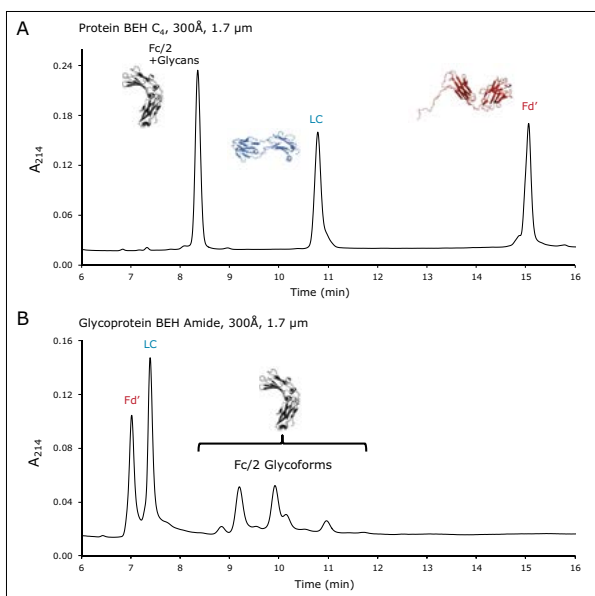 A
Protein BEH C₄, 300Å, 1.7 µm
Fc/2
+Glycans
LC
Fd'
0.24
0.18
0.12
0.06
0.00
A₂₁₄
6 7 8 9 10 11 12 13 14 15 16
Time (min)
B
Glycoprotein BEH Amide, 300Å, 1.7 µm
LC
Fd'
Fc/2 Glycoforms
0.16
0.12
0.08
0.04
0.00
A₂₁₄
6 7 8 9 10 11 12 13 14 15 16
Time (min)